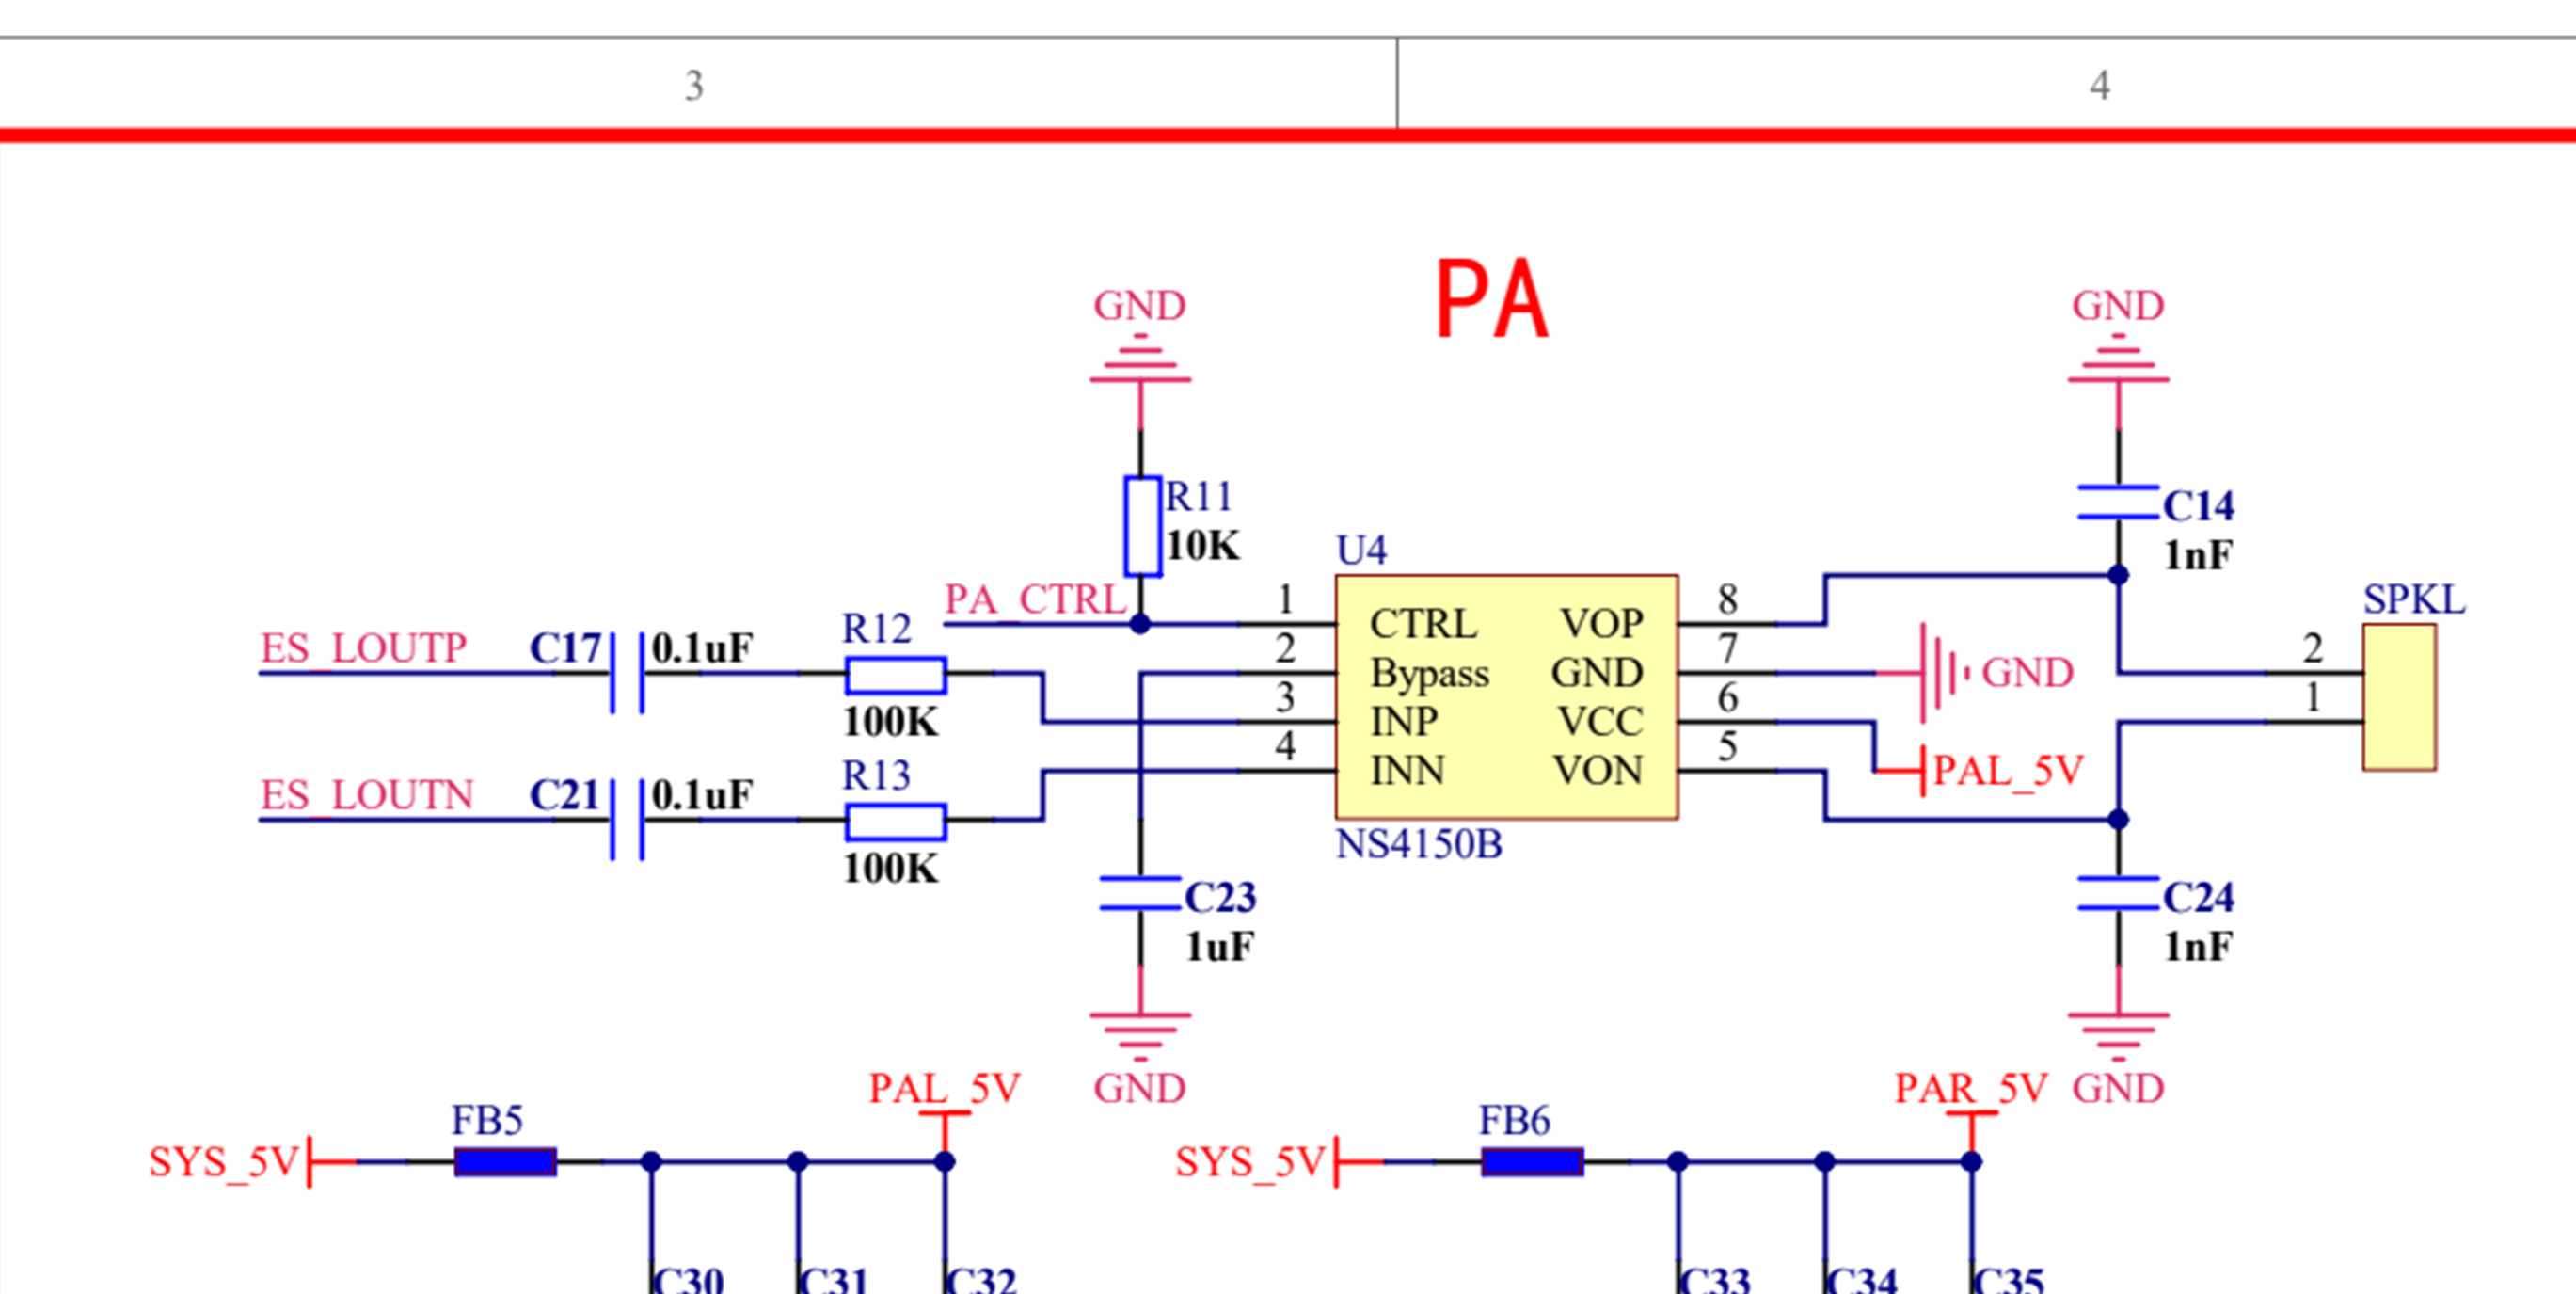 3
4
PA
GND
GND
R11
10K
C14
1nF
U4
PA_CTRL
1
CTRL
VOP
8
SPKL
ES_LOUTP
C17
0.1uF
R12
100K
2
Bypass
GND
7
GND
2
3
INP
VCC
6
1
ES_LOUTN
C21
0.1uF
R13
100K
4
INN
VON
5
PAL_5V
NS4150B
C23
1uF
C24
1nF
GND
GND
SYS_5V
FB5
PAL_5V
SYS_5V
FB6
PAR_5V
C30
C31
C32
C33
C34
C35